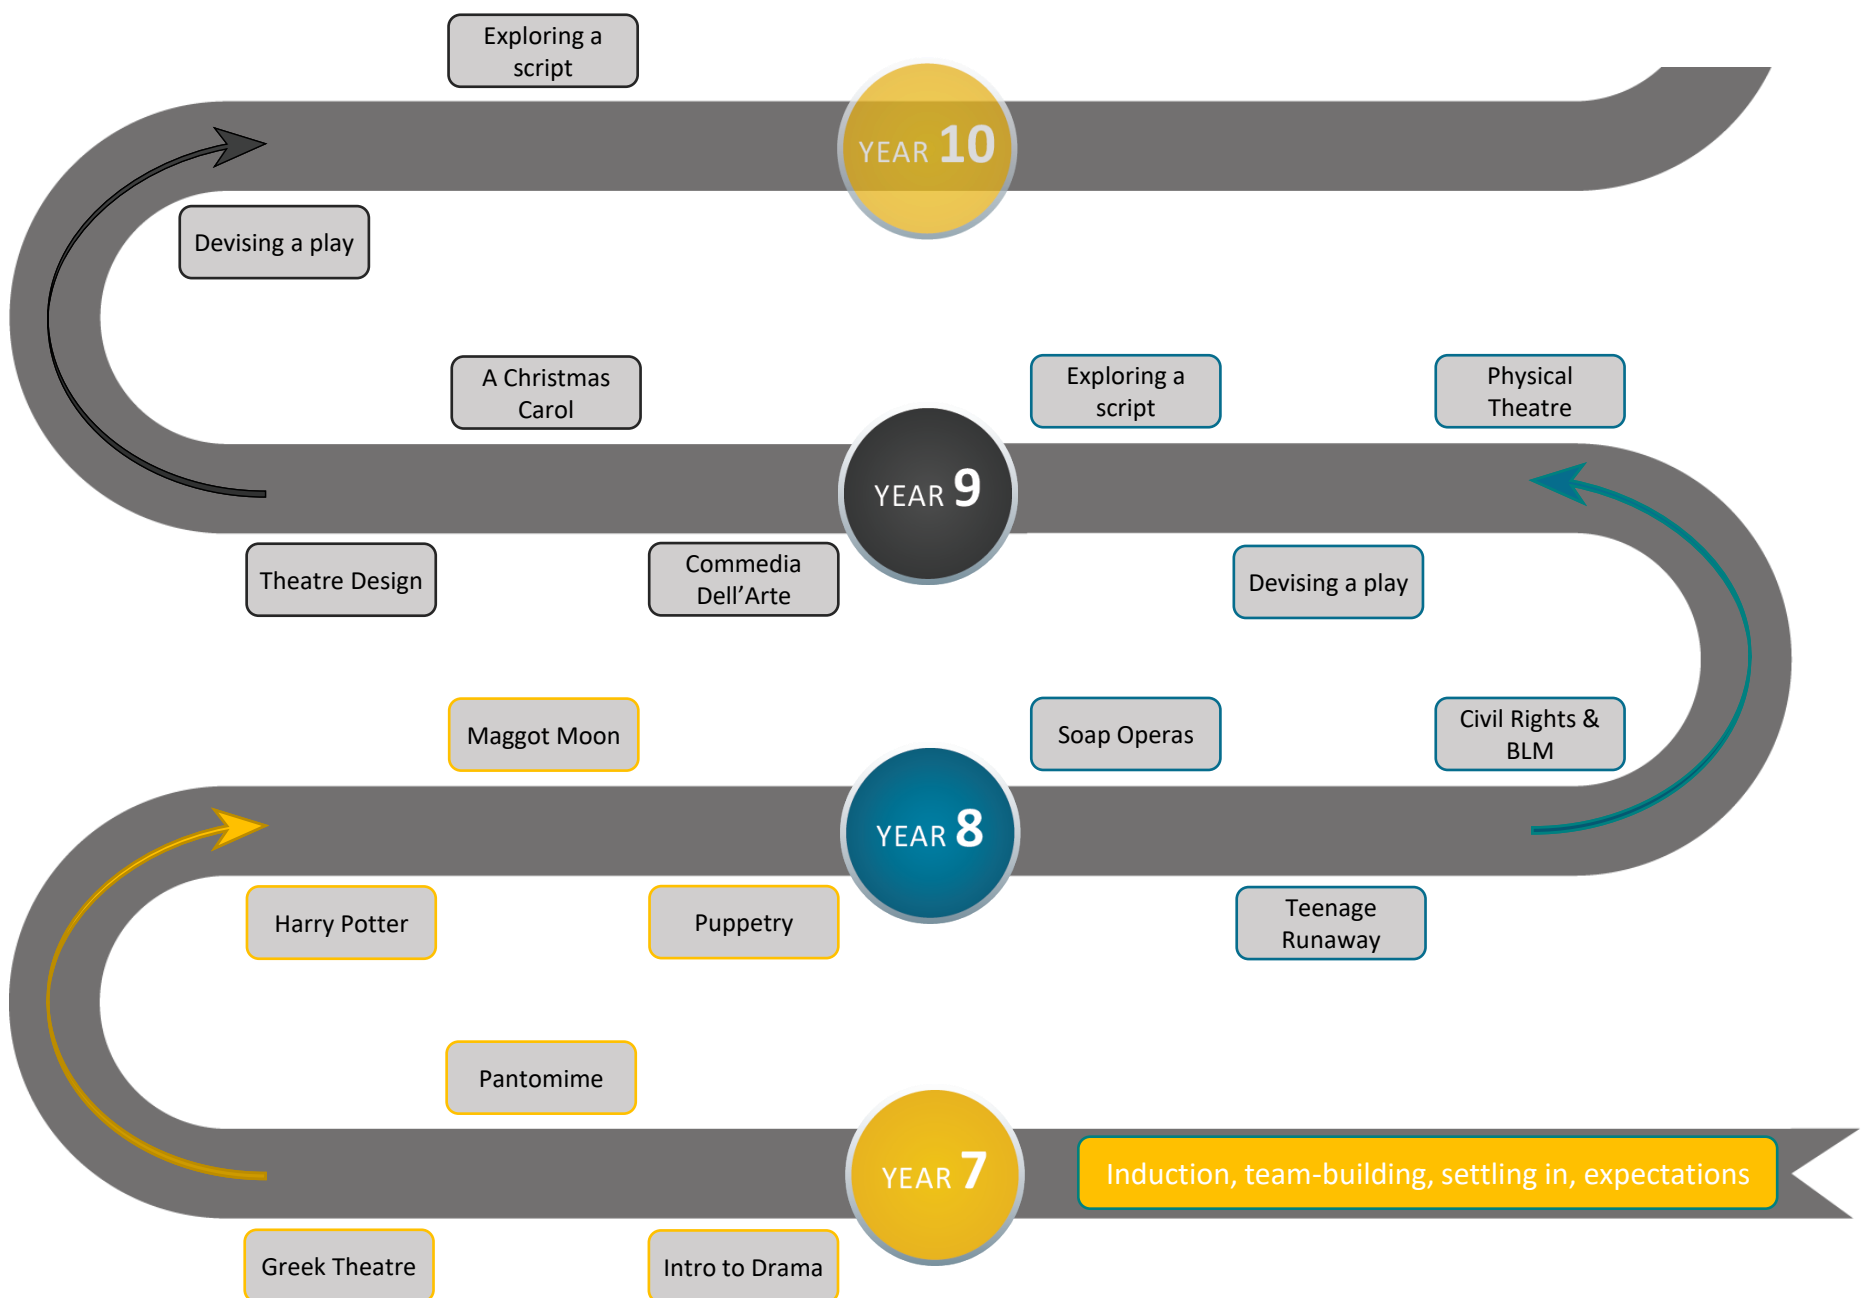 Exploring a
script
YEAR 10
Devising a play
A Christmas
Carol
Exploring a
script
Physical
Theatre
YEAR 9
Theatre Design
Commedia
Dell’Arte
Devising a play
Maggot Moon
Soap Operas
Civil Rights &
BLM
YEAR 8
Harry Potter
Puppetry
Teenage
Runaway
Pantomime
YEAR 7
Induction, team-building, settling in, expectations
Greek Theatre
Intro to Drama